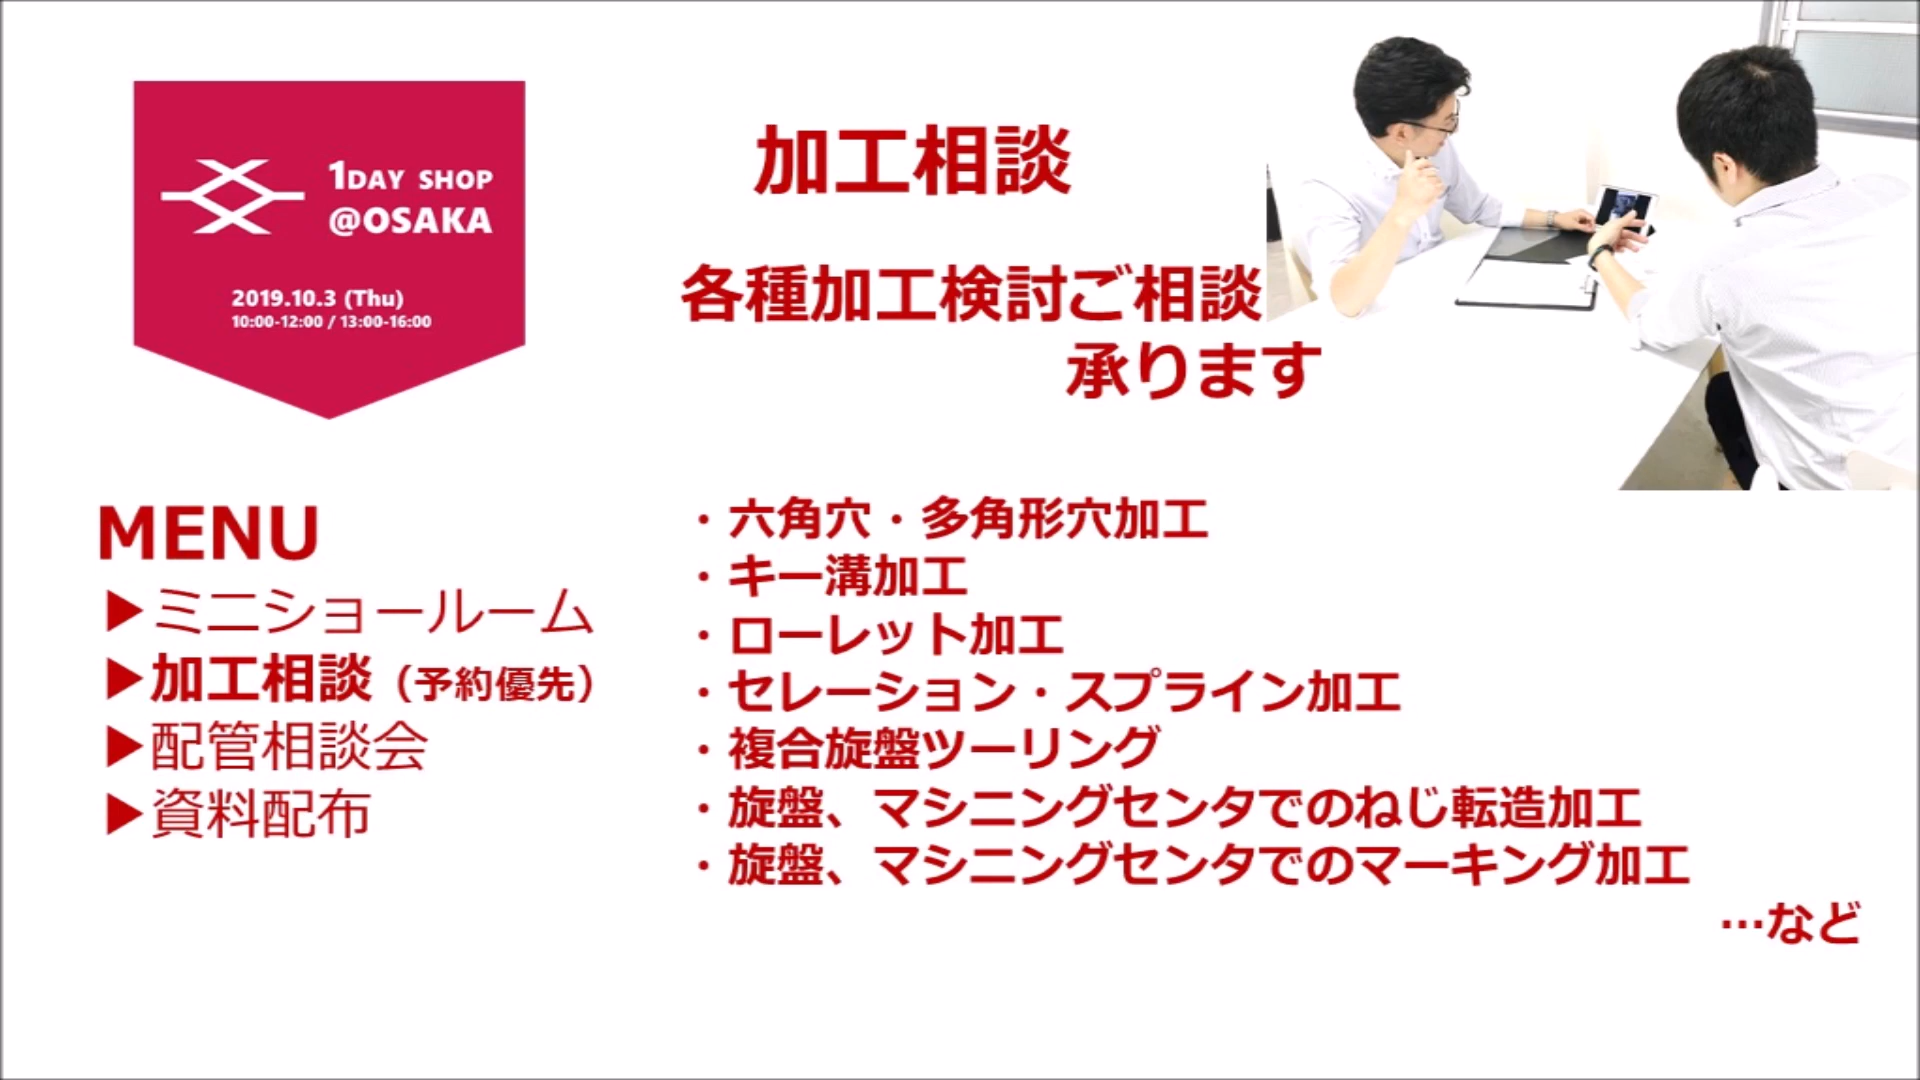 1DAY SHOP
@OSAKA
2019.10.3 (Thu)
10:00-12:00 / 13:00-16:00
加工相談
各種加工検討ご相談
承ります
MENU
▶ミニショールーム
▶加工相談（予約優先）
▶配管相談会
▶資料配布
・六角穴・多角形穴加工
・キー溝加工
・ローレット加工
・セレーション・スプライン加工
・複合旋盤ツーリング
・旋盤、マシニングセンタでのねじ転造加工
・旋盤、マシニングセンタでのマーキング加工
…など